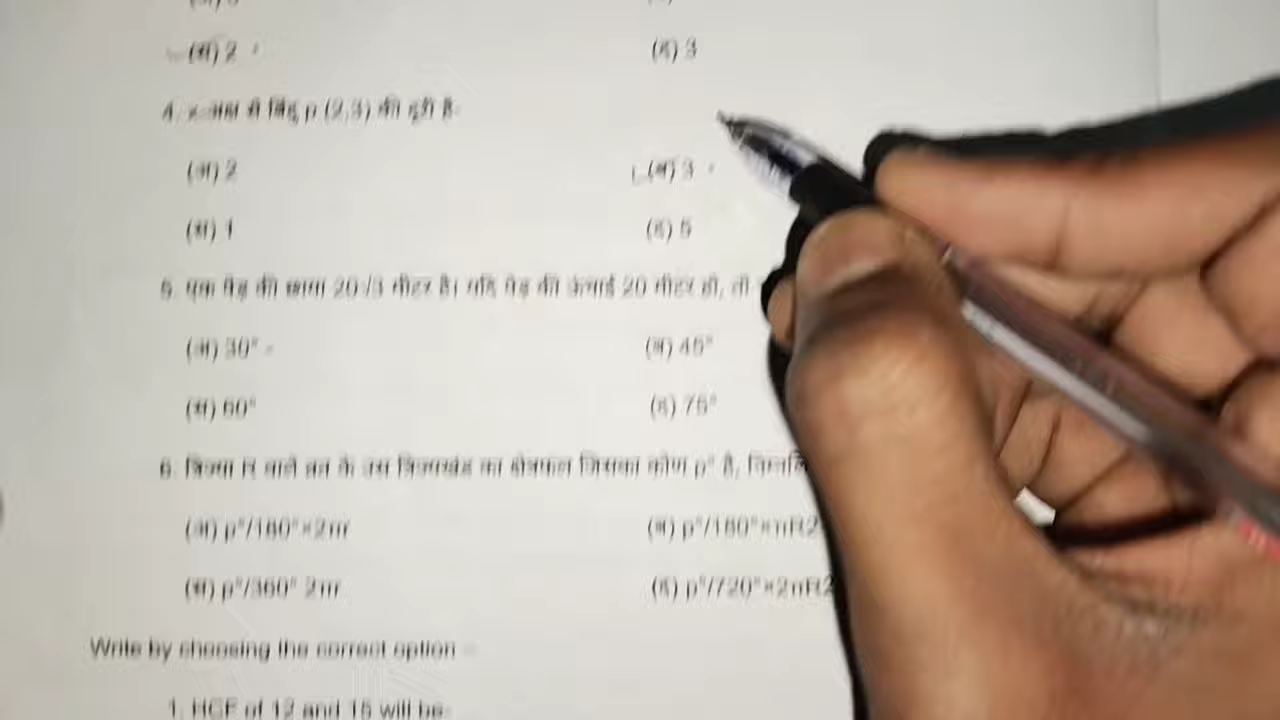 (स) 2 (द) 3
4. x-अक्ष से बिंदु p (2,3) की दूरी है-
(अ) 2 (ब) 3
(स) 1 (द) 5
5. एक पेड़ की छाया 20√3 मीटर है। यदि पेड़ की ऊंचाई 20 मीटर हो, तो
(अ) 30° (ब) 45°
(स) 60° (द) 75°
6. त्रिज्या R वाले वृत्त के उस त्रिज्यखंड का क्षेत्रफल जिसका कोण p° है,
(अ) p°/180°×2πr (ब) p°/180°×πR2
(स) p°/360° 2πr (द) p°/720°×2πR2
Write by choosing the correct option -
1. HCF of 12 and 15 will be-